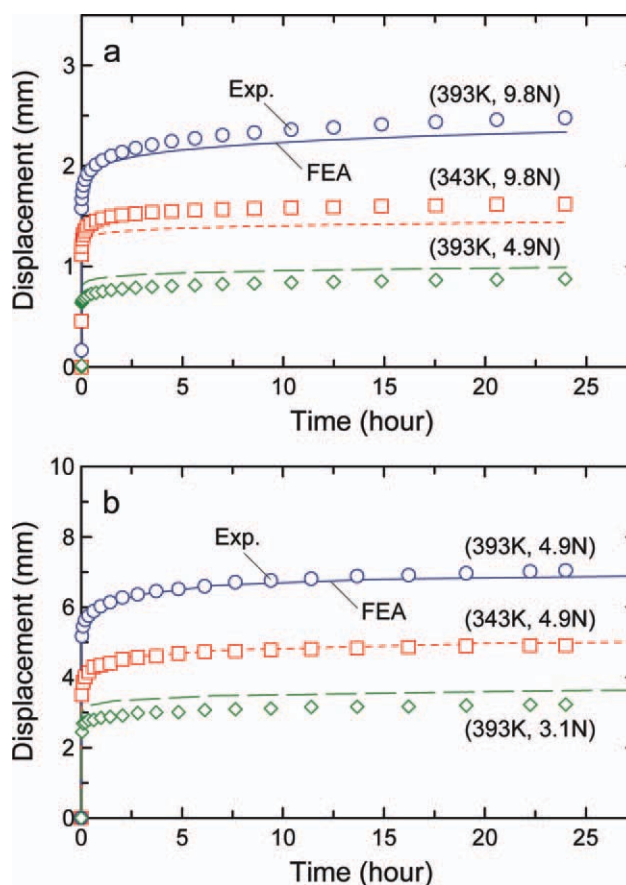 a
3
2
1
0
Displacement (mm)
Exp.
FEA
(393K, 9.8N)
(343K, 9.8N)
(393K, 4.9N)
0 5 10 15 20 25
Time (hour)
b
10
8
6
4
2
0
Displacement (mm)
Exp.
FEA
(393K, 4.9N)
(343K, 4.9N)
(393K, 3.1N)
0 5 10 15 20 25
Time (hour)